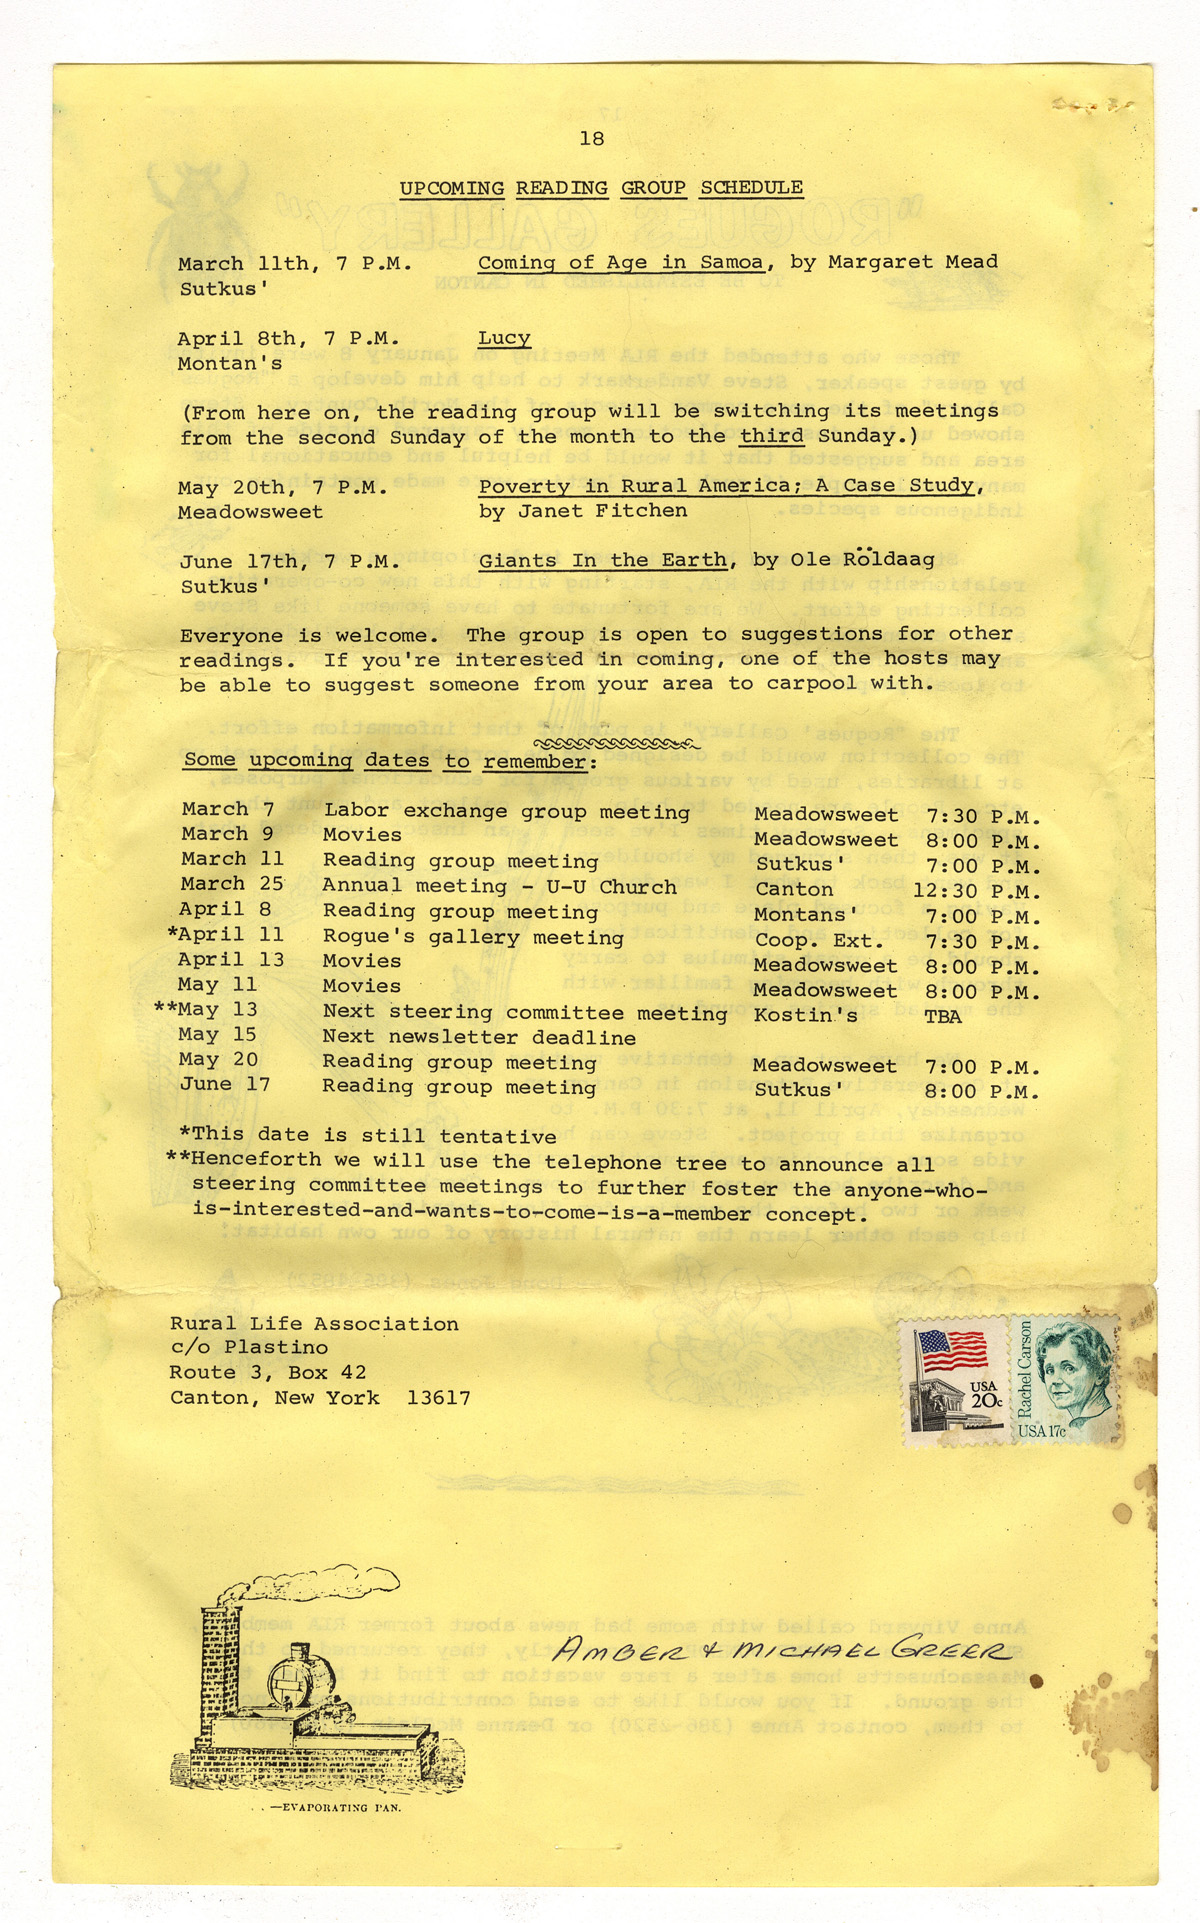 18
UPCOMING READING GROUP SCHEDULE
March 11th, 7 P.M. Coming of Age in Samoa, by Margaret Mead
Sutkus'
April 8th, 7 P.M. Lucy
Montan's
(From here on, the reading group will be switching its meetings
from the second Sunday of the month to the third Sunday.)
May 20th, 7 P.M. Poverty in Rural America; A Case Study,
Meadowsweet by Janet Fitchen
June 17th, 7 P.M. Giants In the Earth, by Ole Röldaag
Sutkus'
Everyone is welcome. The group is open to suggestions for other
readings. If you're interested in coming, one of the hosts may
be able to suggest someone from your area to carpool with.
Some upcoming dates to remember:
March 7 Labor exchange group meeting Meadowsweet 7:30 P.M.
March 9 Movies Meadowsweet 8:00 P.M.
March 11 Reading group meeting Sutkus' 7:00 P.M.
March 25 Annual meeting - U-U Church Canton 12:30 P.M.
April 8 Reading group meeting Montans' 7:00 P.M.
*April 11 Rogue's gallery meeting Coop. Ext. 7:30 P.M.
April 13 Movies Meadowsweet 8:00 P.M.
May 11 Movies Meadowsweet 8:00 P.M.
**May 13 Next steering committee meeting Kostin's TBA
May 15 Next newsletter deadline
May 20 Reading group meeting Meadowsweet 7:00 P.M.
June 17 Reading group meeting Sutkus' 8:00 P.M.
*This date is still tentative
**Henceforth we will use the telephone tree to announce all
steering committee meetings to further foster the anyone-who-
is-interested-and-wants-to-come-is-a-member concept.
Rural Life Association
c/o Plastino
Route 3, Box 42
Canton, New York 13617
USA
20c
Rachel Carson
USA 17c
AMBER & MICHAEL GREER
—EVAPORATING PAN.